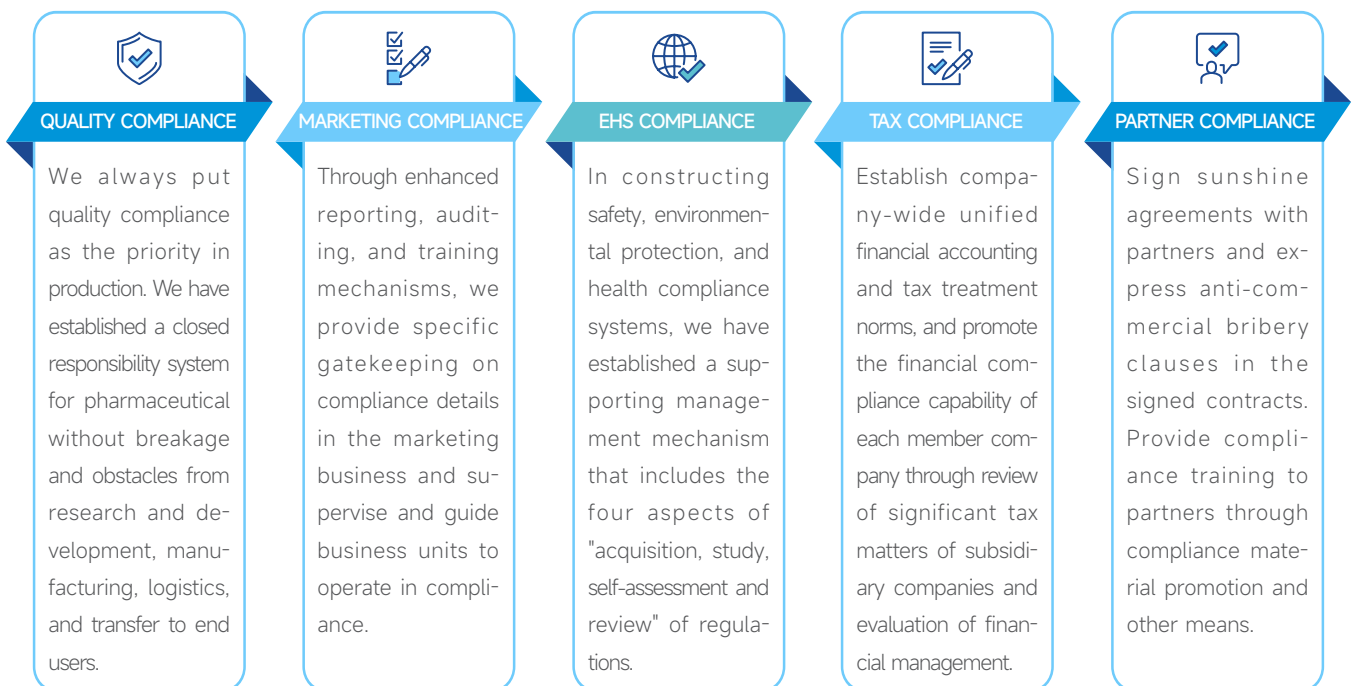 QUALITY COMPLIANCE
We always put
quality compliance
as the priority in
production. We have
established a closed
responsibility system
for pharmaceutical
without breakage
and obstacles from
research and de-
velopment, manu-
facturing, logistics,
and transfer to end
users.
MARKETING COMPLIANCE
Through enhanced
reporting, audit-
ing, and training
mechanisms, we
provide specific
gatekeeping on
compliance details
in the marketing
business and su-
pervise and guide
business units to
operate in compli-
ance.
EHS COMPLIANCE
In constructing
safety, environmen-
tal protection, and
health compliance
systems, we have
established a sup-
porting manage-
ment mechanism
that includes the
four aspects of
"acquisition, study,
self-assessment and
review" of regula-
tions.
TAX COMPLIANCE
Establish compa-
ny-wide unified
financial accounting
and tax treatment
norms, and promote
the financial com-
pliance capability of
each member com-
pany through review
of significant tax
matters of subsidi-
ary companies and
evaluation of finan-
cial management.
PARTNER COMPLIANCE
Sign sunshine
agreements with
partners and ex-
press anti-com-
mercial bribery
clauses in the
signed contracts.
Provide compli-
ance training to
partners through
compliance mate-
rial promotion and
other means.